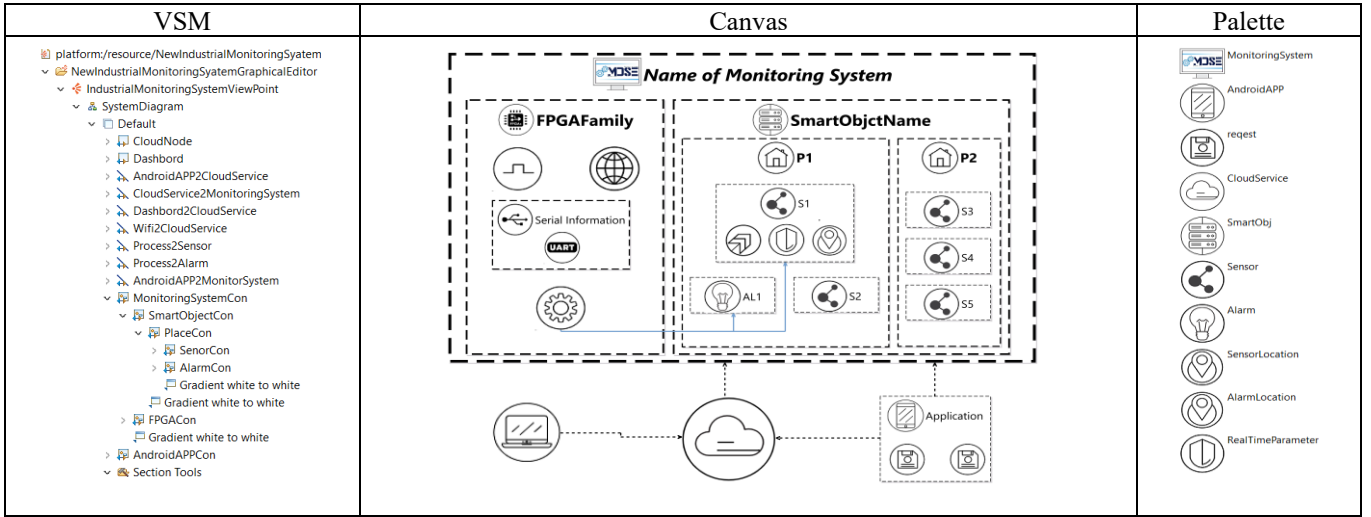 VSM
Canvas
Palette
platform:/resource/NewIndustrialMonitoringSyatem
NewIndustrialMonitoringSyatemGraphicalEditor
IndustrialMonitoringSystemViewPoint
SystemDiagram
Default
CloudNode
Dashbord
AndroidAPP2CloudService
CloudService2MonitoringSystem
Dashbord2CloudService
Wifi2CloudService
Process2Sensor
Process2Alarm
AndroidAPP2MonitorSystem
MonitoringSystemCon
SmartObjectCon
PlaceCon
SenorCon
AlarmCon
Gradient white to white
Gradient white to white
FPGACon
Gradient white to white
AndroidAPPCon
Section Tools
MDSE Name of Monitoring System
FPGAFamily
Serial Information
UART
SmartObjctName
P1
S1
AL1
S2
P2
S3
S4
S5
Application
MDSE MonitoringSystem
AndroidAPP
reqest
CloudService
SmartObj
Sensor
Alarm
SensorLocation
AlarmLocation
RealTimeParameter